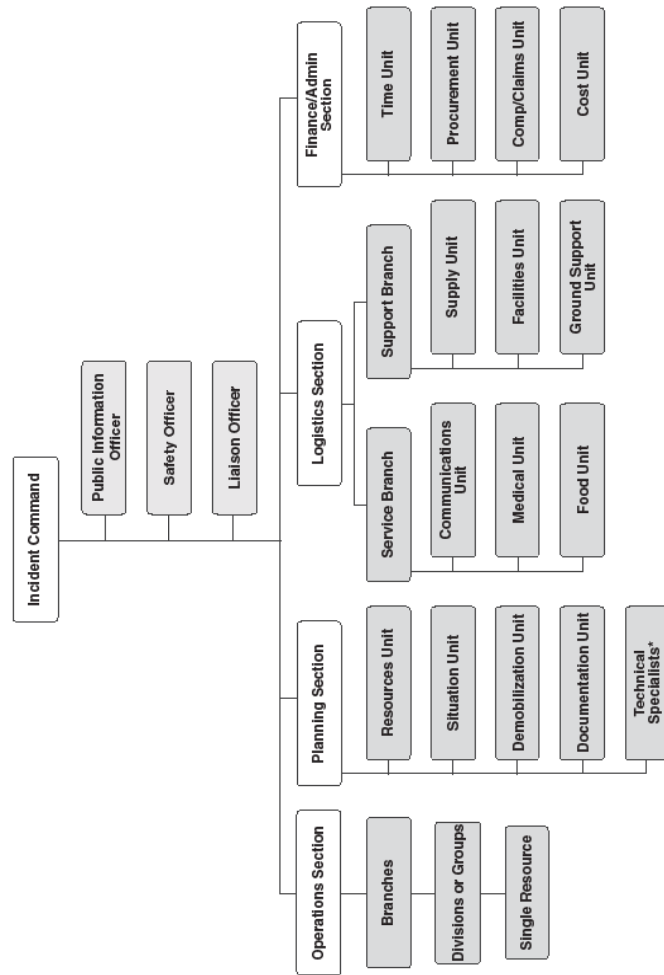 Incident Command
Public Information
Officer
Safety Officer
Liaison Officer
Operations Section
Branches
Divisions or Groups
Single Resource
Planning Section
Resources Unit
Situation Unit
Demobilization Unit
Documentation Unit
Technical
Specialists*
Logistics Section
Service Branch
Communications
Unit
Medical Unit
Food Unit
Support Branch
Supply Unit
Facilities Unit
Ground Support
Unit
Finance/Admin
Section
Time Unit
Procurement Unit
Comp/Claims Unit
Cost Unit